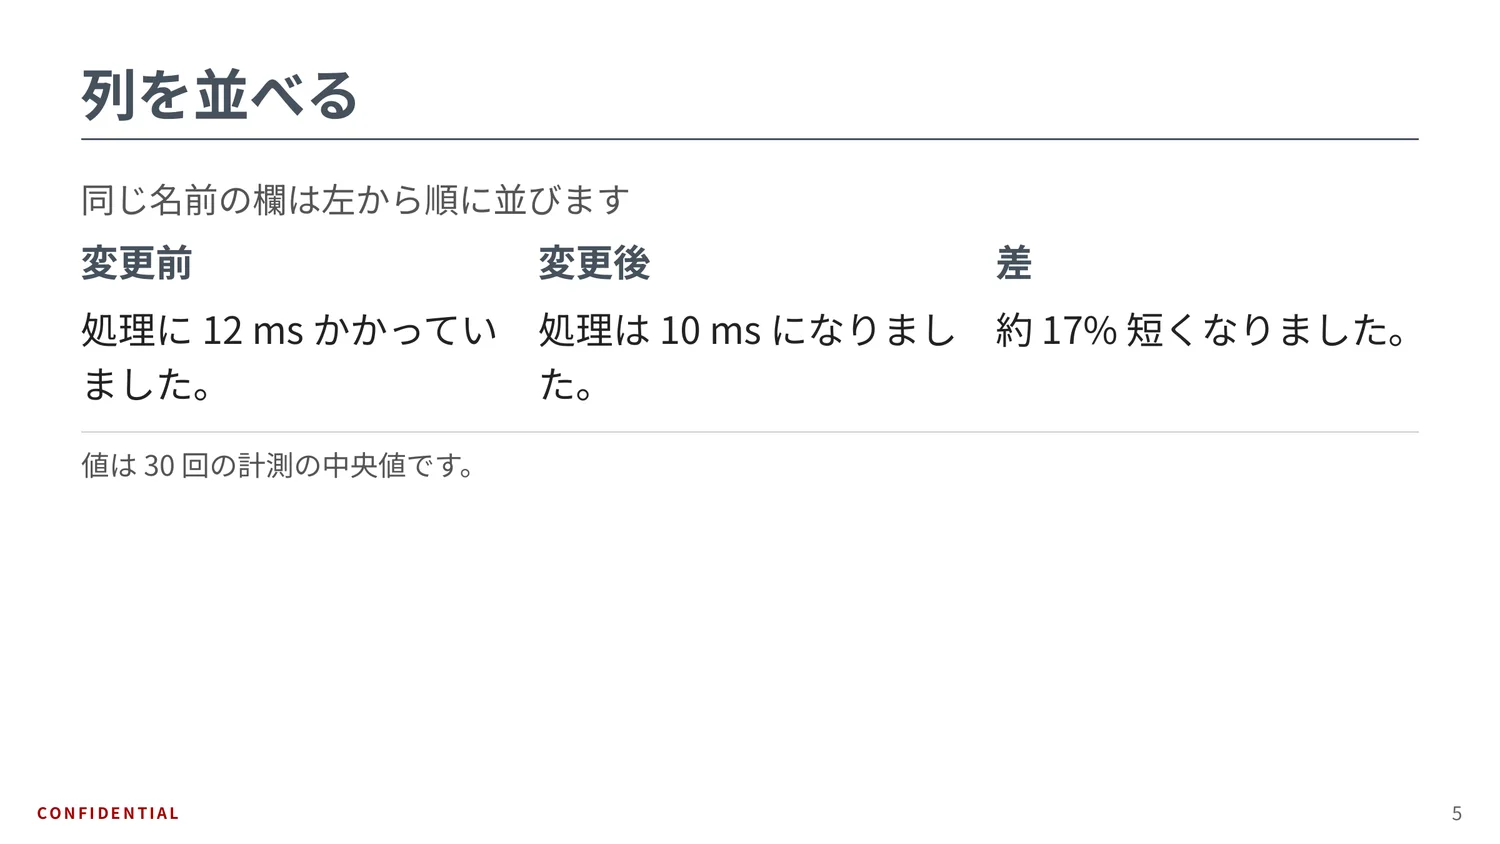 列を並べる
同じ名前の欄は左から順に並びます
変更前
処理に 12 ms かかってい
ました。
変更後
処理は 10 ms になりまし
た。
差
約 17% 短くなりました。
値は 30 回の計測の中央値です。
CONFIDENTIAL
5